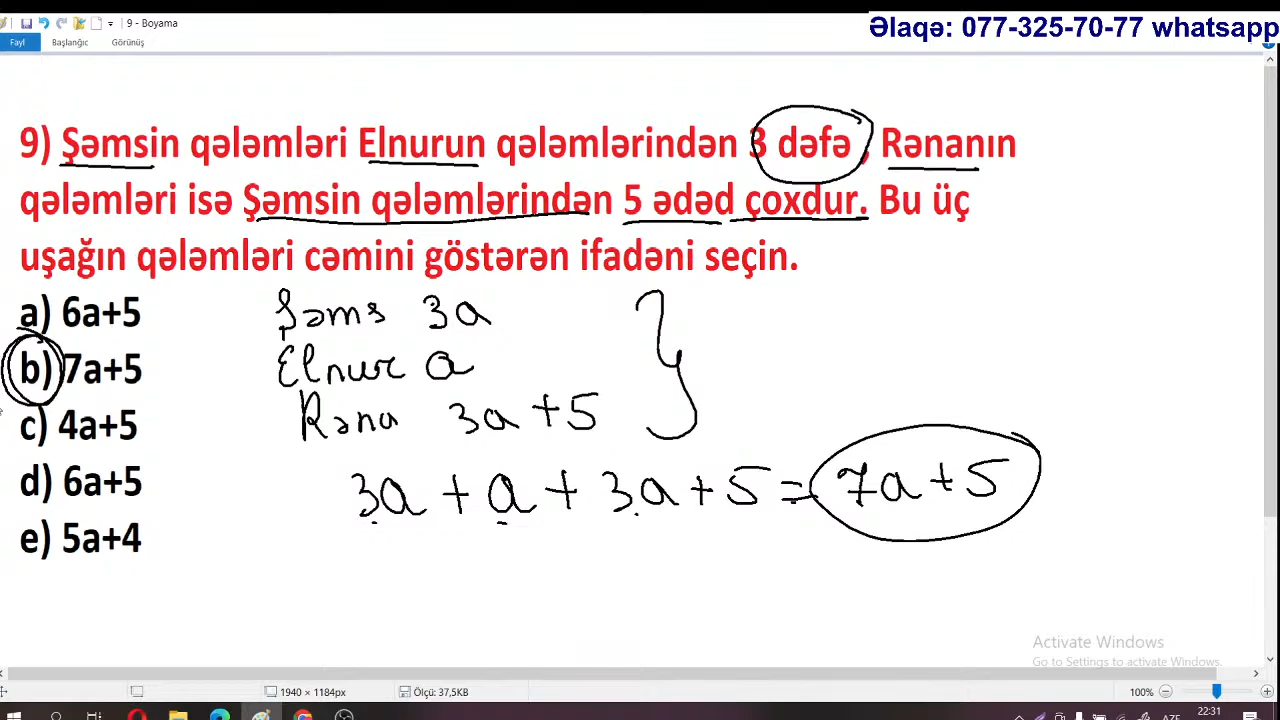 9 - Boyama
Əlaqə: 077-325-70-77 whatsapp
Fayl Başlanğıc Görünüş
9) Şəmsin qələmləri Elnurun qələmlərindən 3 dəfə , Rənanın
qələmləri isə Şəmsin qələmlərindən 5 ədəd çoxdur. Bu üç
uşağın qələmləri cəmini göstərən ifadəni seçin.
a) 6a+5
b) 7a+5
c) 4a+5
d) 6a+5
e) 5a+4
Şəms 3a
Elnur a
Rəna 3a+5
3a + a + 3a + 5 = 7a + 5
Activate Windows
Go to Settings to activate Windows.
1940 × 1184px
Ölçü: 37,5KB
100%
AZE
22:31